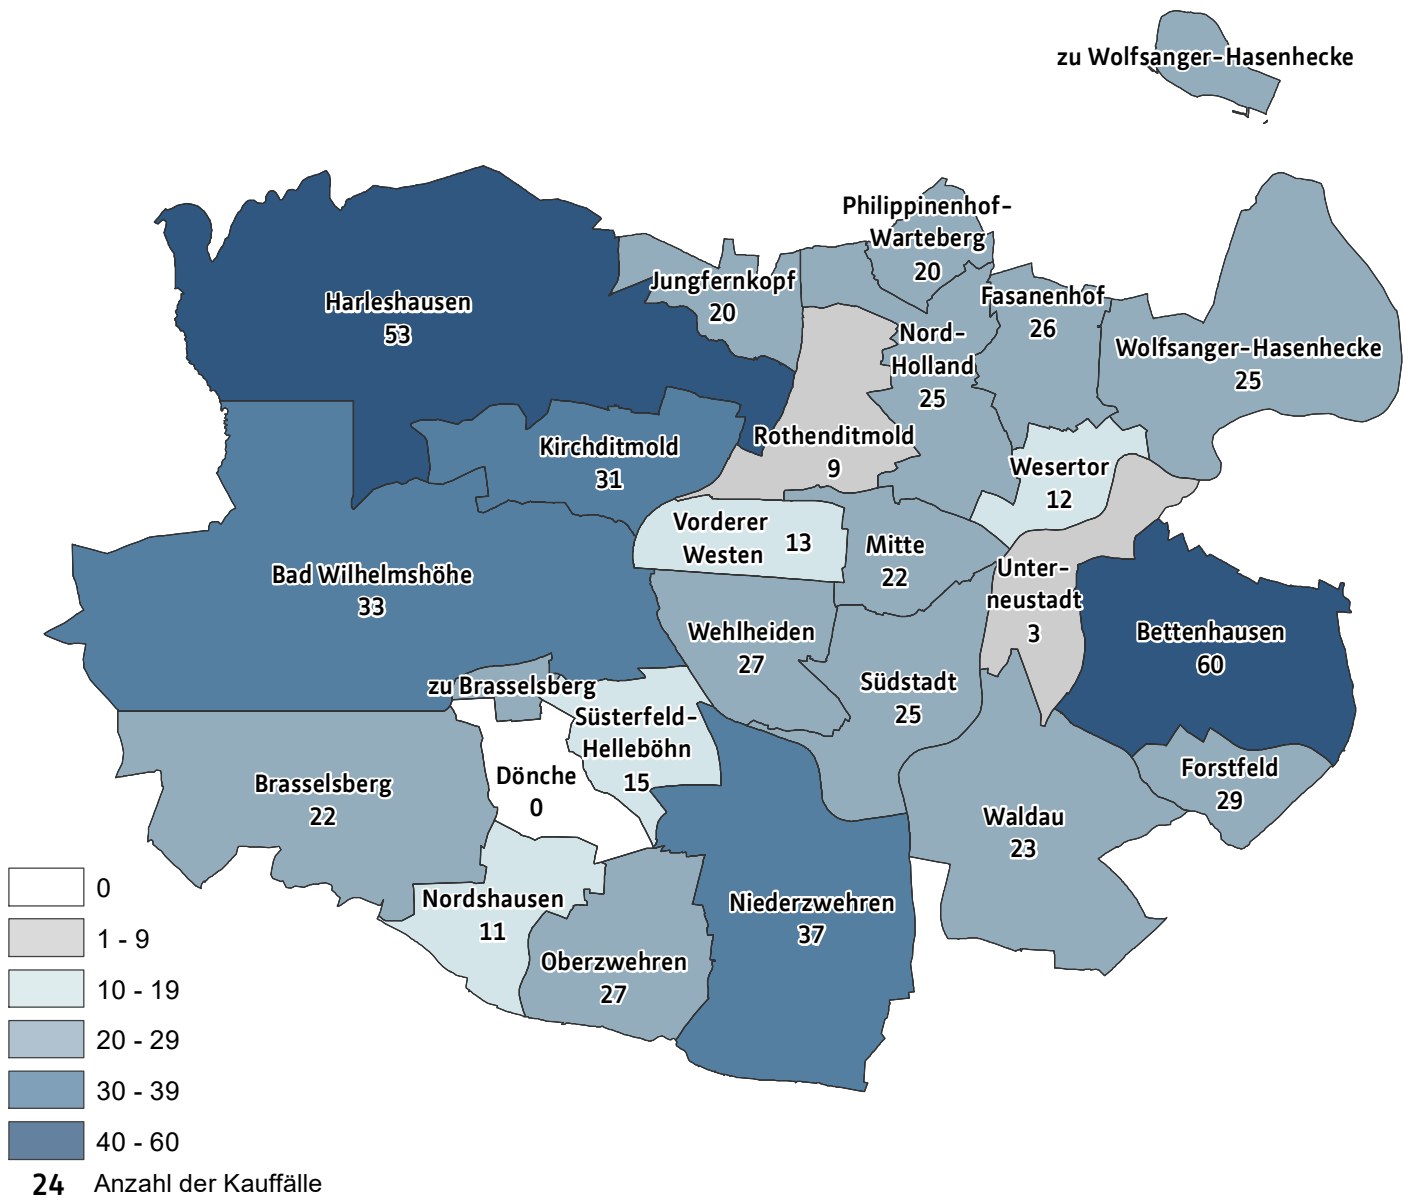 zu Wolfsanger-Hasenhecke
Philippinenhof-
Warteberg
20
Jungfernkopf
20
Harleshausen
53
Fasanenhof
26
Nord-
Holland
25
Wolfsanger-Hasenhecke
25
Kirchditmold
31
Rothenditmold
9
Wesertor
12
Vorderer
Westen 13
Mitte
22
Bad Wilhelmshöhe
33
Unter-
neustadt
3
Wehlheiden
27
Bettenhausen
60
zu Brasselsberg
Südstadt
25
Süsterfeld-
Helleböhn
15
Dönche
0
Brasselsberg
22
Forstfeld
29
Waldau
23
Nordshausen
11
Niederzwehren
37
Oberzwehren
27
0
1 - 9
10 - 19
20 - 29
30 - 39
40 - 60
24 Anzahl der Kauffälle